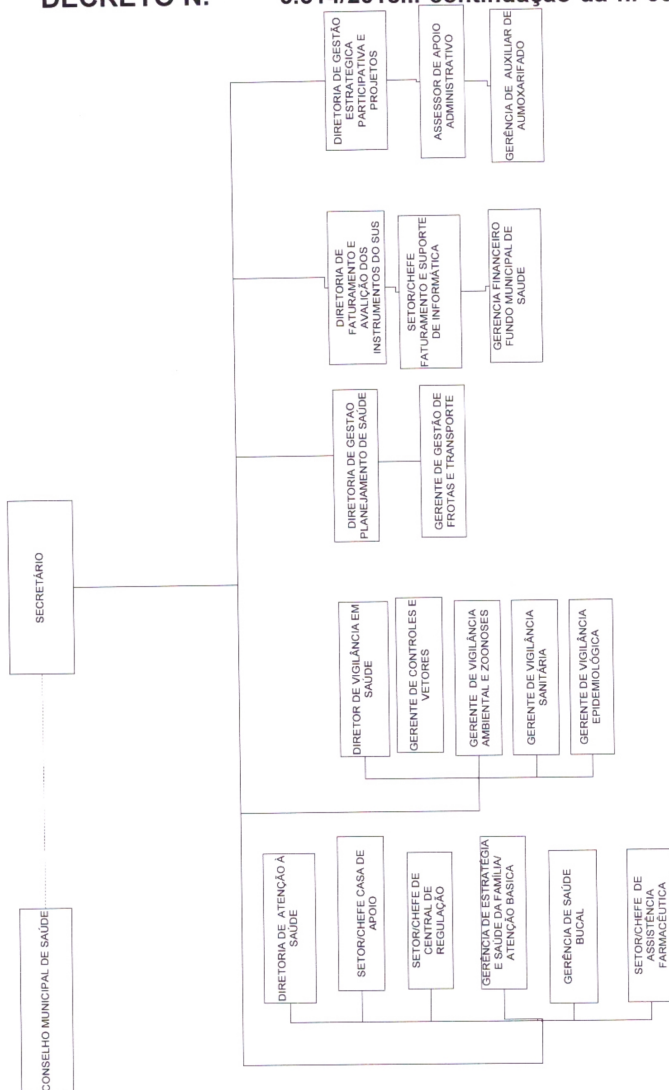 DECRETO N.
CONSELHO MUNICIPAL DE SAÚDE
SECRETÁRIO
DIRETORIA DE ATENÇÃO À
SAÚDE
SETOR/CHEFE CASA DE
APOIO
SETOR/CHEFE DE
CENTRAL DE
REGULAÇÃO
GERÊNCIA DE ESTRATÉGIA
E SAÚDE DA FAMÍLIA/
ATENÇÃO BASICA
GERÊNCIA DE SAÚDE
BUCAL
SETOR/CHEFE DE
ASSISTÊNCIA
FARMACÊUTICA
DIRETOR DE VIGILÂNCIA EM
SAÚDE
GERENTE DE CONTROLES E
VETORES
GERENTE DE VIGILÂNCIA
AMBIENTAL E ZOONOSES
GERENTE DE VIGILÂNCIA
SANITÁRIA
GERENTE DE VIGILÂNCIA
EPIDEMIOLÓGICA
DIRETORIA DE GESTAO
PLANEJAMENTO DE SAÚDE
GERENTE DE GESTÃO DE
FROTAS E TRANSPORTE
DIRETORIA DE
FATURAMENTO E
AVALIÇÃO DOS
INSTRUMENTOS DO SUS
SETOR/CHEFE
FATURAMENTO E SUPORTE
DE INFORMÁTICA
GERENCIA FINANCEIRO
FUNDO MUNICIPAL DE
SAUDE
DIRETORIA DE GESTÃO
ESTRATEGICA
PARTICIPATIVA E
PROJETOS
ASSESSOR DE APOIO
ADMINISTRATIVO
GERÊNCIA DE AUXILIAR DE
AUMOXARIFADO